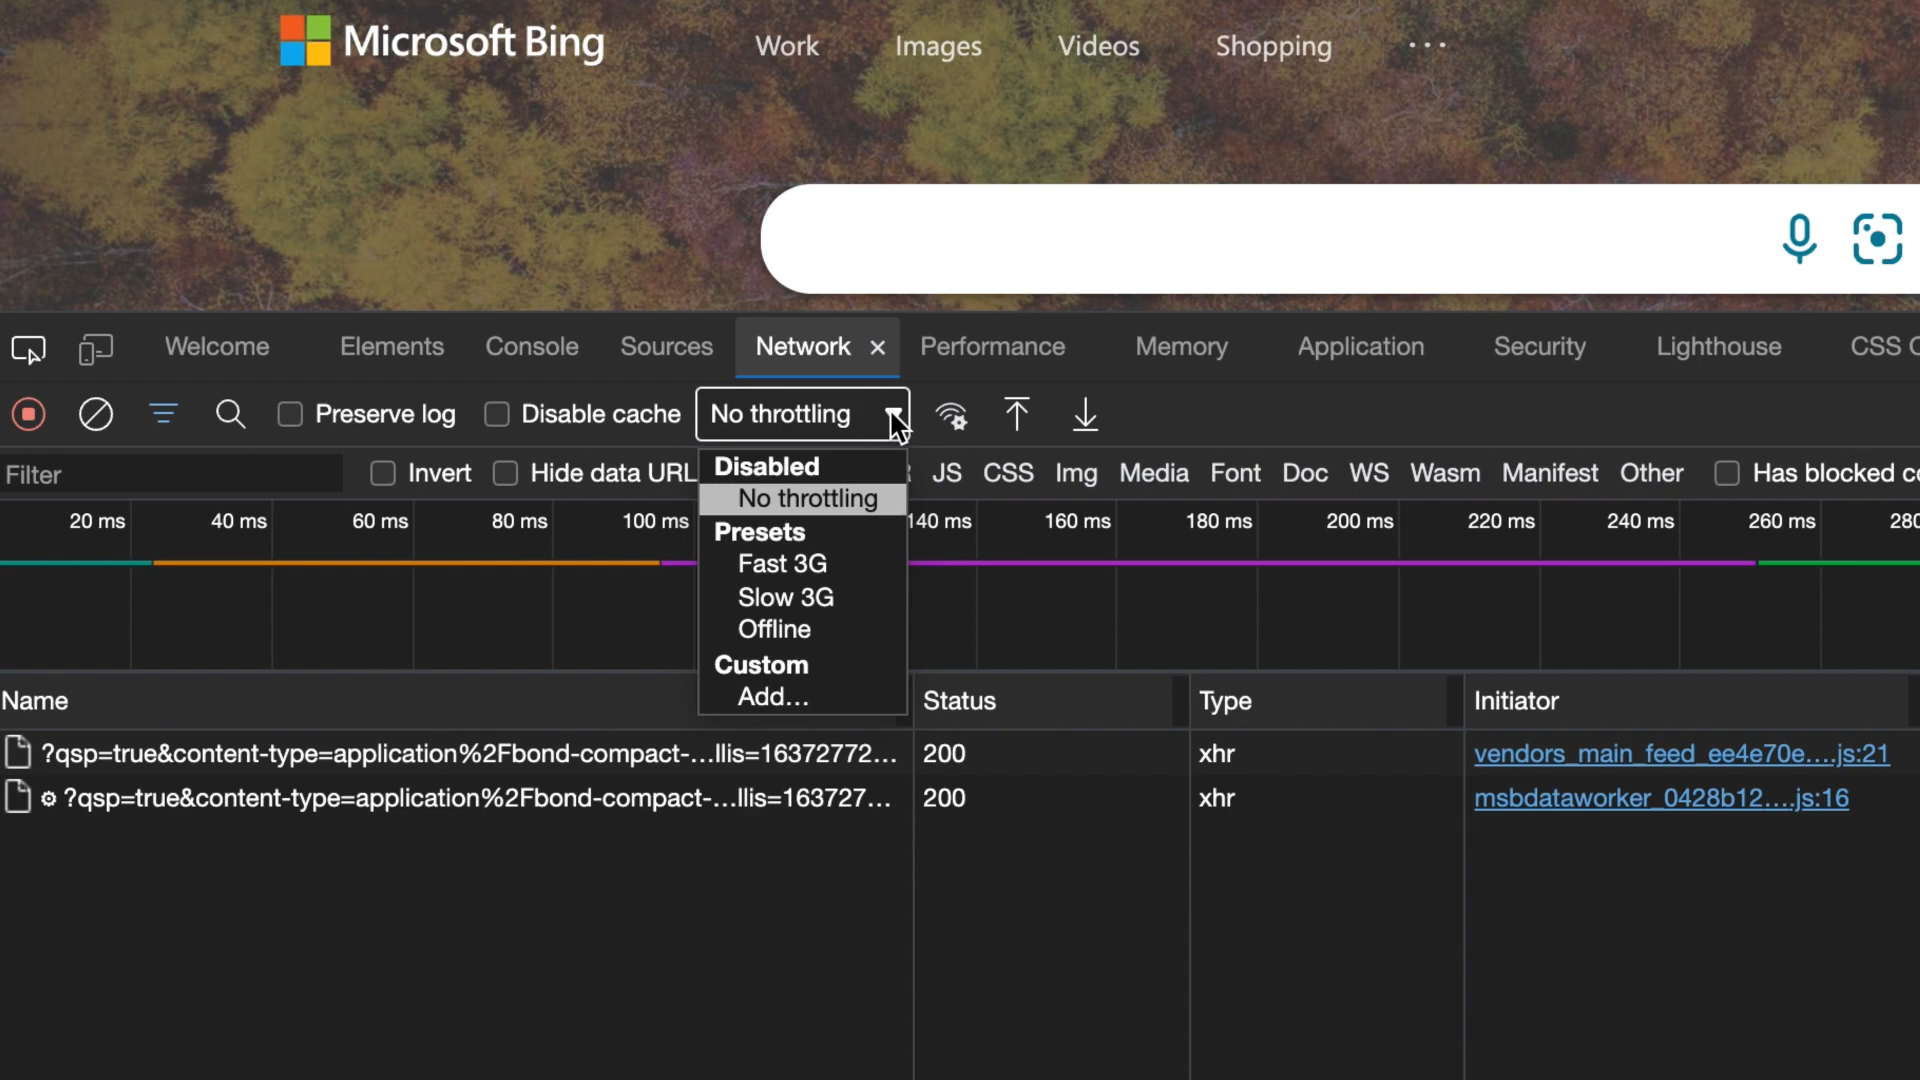 Microsoft Bing
Work Images Videos Shopping ...
Welcome Elements Console Sources Network Performance Memory Application Security Lighthouse CSS
Preserve log Disable cache No throttling
Filter Invert Hide data URL JS CSS Img Media Font Doc WS Wasm Manifest Other Has blocked
Disabled
No throttling
Presets
Fast 3G
Slow 3G
Offline
Custom
Add...
20 ms 40 ms 60 ms 80 ms 100 ms 140 ms 160 ms 180 ms 200 ms 220 ms 240 ms 260 ms 280
Name Status Type Initiator
?qsp=true&content-type=application%2Fbond-compact-...llis=16372772... 200 xhr vendors_main_feed_ee4e70e....js:21
?qsp=true&content-type=application%2Fbond-compact-...llis=163727... 200 xhr msbdataworker_0428b12....js:16